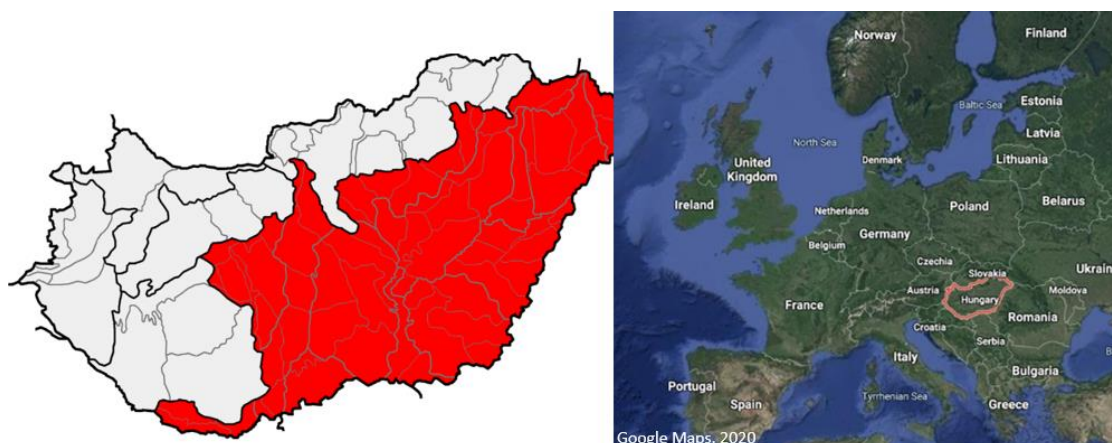 Norway
Finland
Baltic Sea
Estonia
North Sea
Latvia
Denmark
Lithuania
United
Kingdom
Ireland
Belarus
Netherlands
Poland
Germany
Belgium
Czechia
Ukrain
Slovakia
Austria
Hungary
Moldova
France
Romania
Croatia
Serbia
Italy
Bulgaria
Portugal
Spain
Tyrrhenian Sea
Greece
Google Maps, 2020